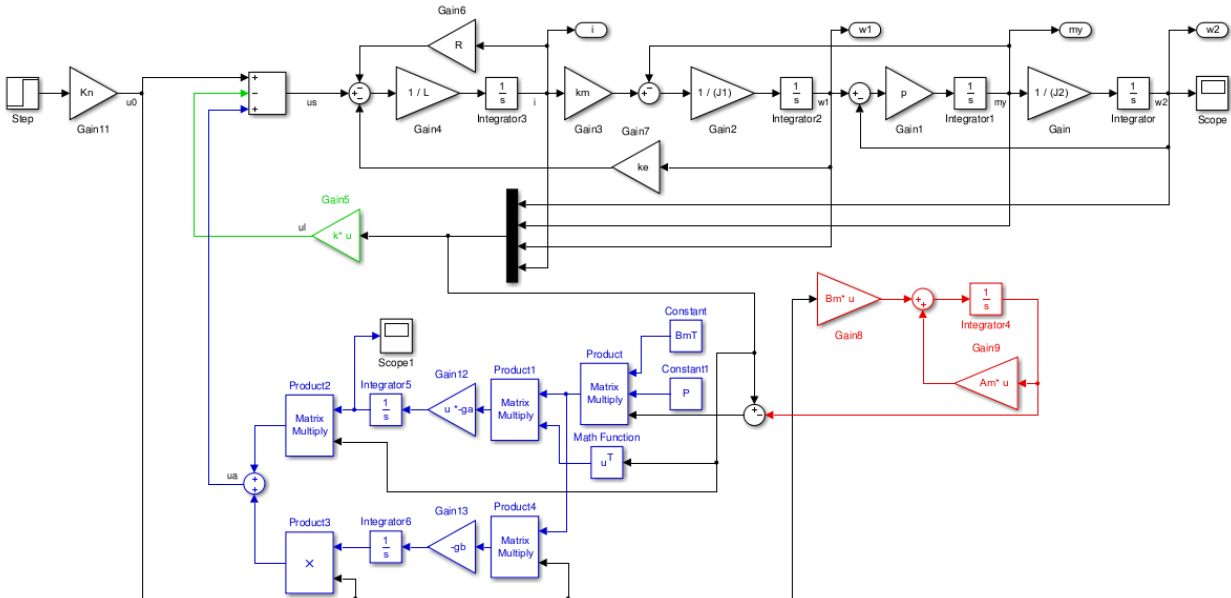 Gain6
R
i
w1
my
w2
+
−
+
Kn
u0
us
+
−
−
1 / L
1
s
i
km
+
−
1 / (J1)
1
s
w1
+
−
p
1
s
my
1 / (J2)
1
s
w2
Step
Gain11
Gain4
Integrator3
Gain3
Gain7
Gain2
Integrator2
Gain1
Integrator1
Gain
Integrator
Scope
ke
Gain5
ul
k* u
Bm* u
+
+
1
s
Gain8
Integrator4
Gain9
Am* u
Constant
BmT
Scope1
Product
Constant1
Product2
Integrator5
Gain12
Product1
Matrix
Multiply
P
Matrix
Multiply
1
s
u *-ga
Matrix
Multiply
+
−
Math Function
uT
ua
+
+
Product3
Integrator6
Gain13
Product4
×
1
s
-gb
Matrix
Multiply